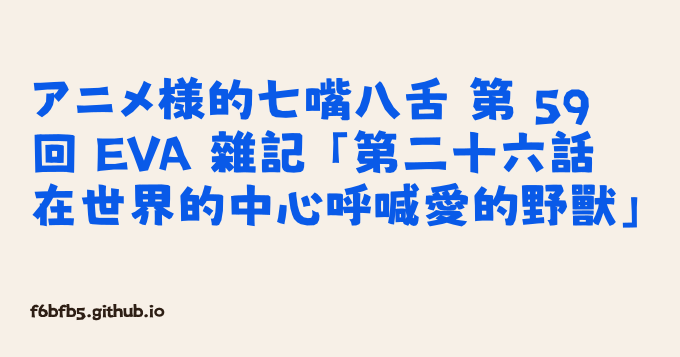 アニメ様的七嘴八舌 第 59
回 EVA 雜記「第二十六話
在世界的中心呼喊愛的野獸」
f6bfb5.github.io